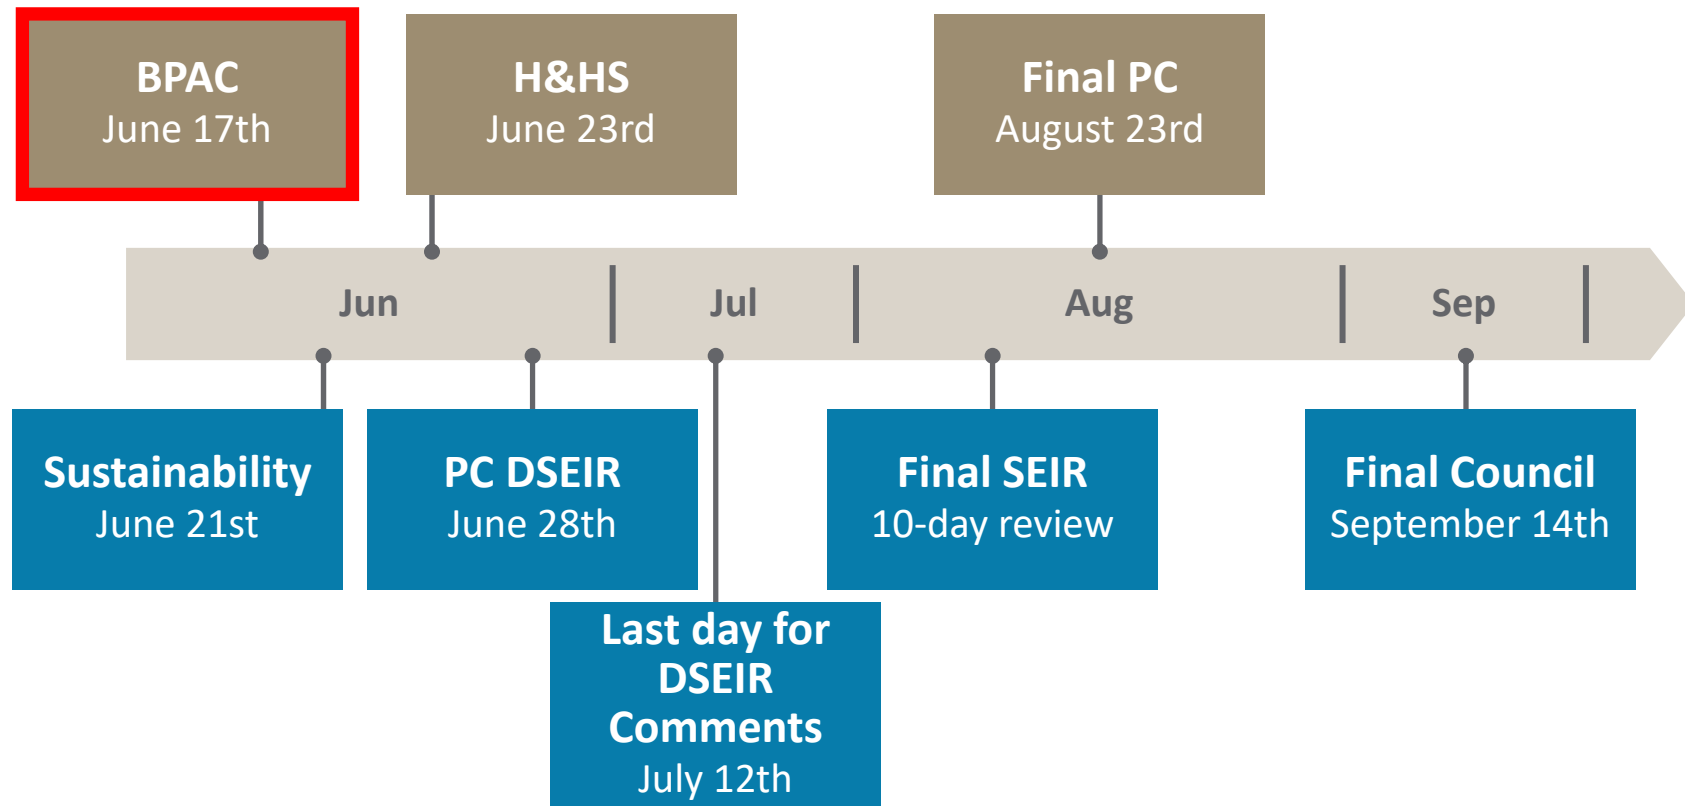 BPAC
June 17th
H&HS
June 23rd
Final PC
August 23rd
Jun
Jul
Aug
Sep
Sustainability
June 21st
PC DSEIR
June 28th
Last day for
DSEIR
Comments
July 12th
Final SEIR
10-day review
Final Council
September 14th